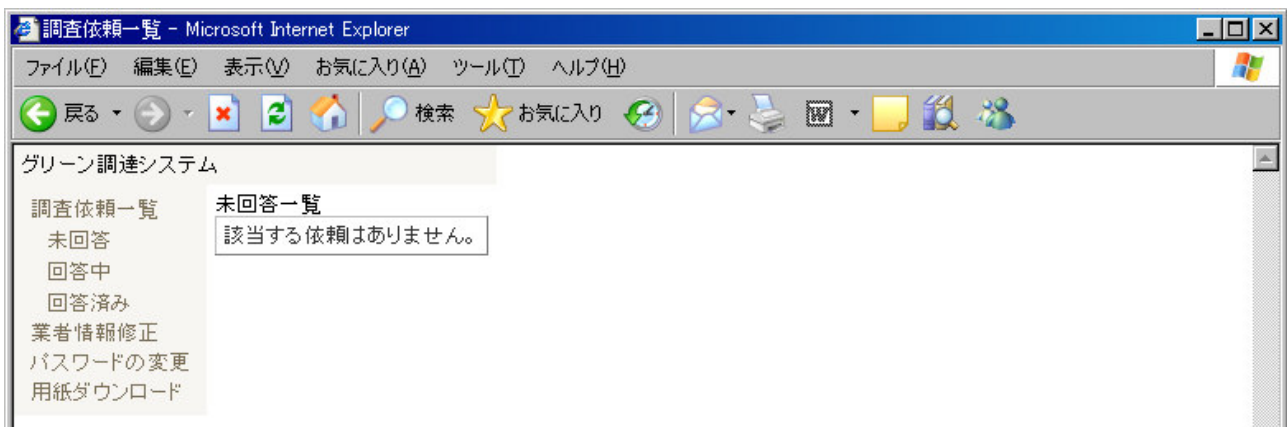 調査依頼一覧 - Microsoft Internet Explorer
ファイル(F) 編集(E) 表示(V) お気に入り(A) ツール(T) ヘルプ(H)
戻る 検索 お気に入り W
グリーン調達システム
調査依頼一覧
未回答
回答中
回答済み
業者情報修正
パスワードの変更
用紙ダウンロード
未回答一覧
該当する依頼はありません。